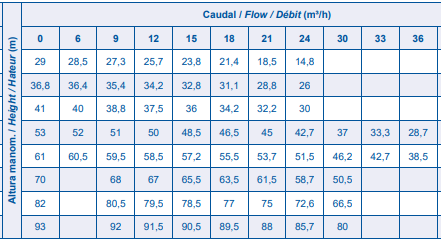 Caudal / Flow / Débit (m³/h)
Altura manom. / Height / Hateur (m)
0 6 9 12 15 18 21 24 30 33 36
29 28,5 27,3 25,7 23,8 21,4 18,5 14,8
36,8 36,4 35,4 34,2 32,8 31,1 28,8 26
41 40 38,8 37,5 36 34,2 32,2 30
53 52 51 50 48,5 46,5 45 42,7 37 33,3 28,7
61 60,5 59,5 58,5 57,2 55,5 53,7 51,5 46,2 42,7 38,5
70 68 67 65,5 63,5 61,5 58,7 50,5
82 80,5 79,5 78,5 77 75 72,6 66,5
93 92 91,5 90,5 89,5 88 85,7 80